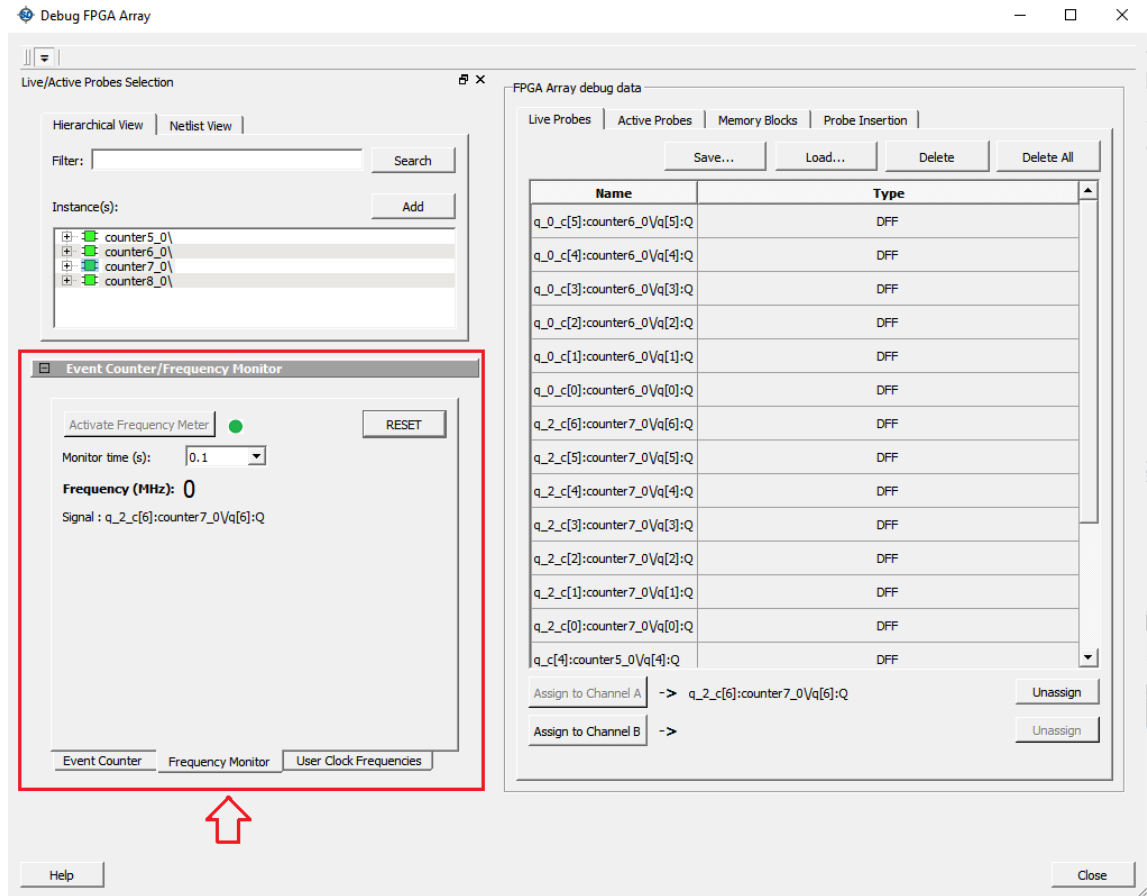 Debug FPGA Array
Live/Active Probes Selection
Hierarchical View
Netlist View
Filter:
Search
Instance(s):
Add
counter5_0\
counter6_0\
counter7_0\
counter8_0\
Event Counter/Frequency Monitor
Activate Frequency Meter
RESET
Monitor time (s):
0.1
Frequency (MHz): 0
Signal : q_2_c[6]:counter7_0\/q[6]:Q
Event Counter
Frequency Monitor
User Clock Frequencies
FPGA Array debug data
Live Probes
Active Probes
Memory Blocks
Probe Insertion
Save...
Load...
Delete
Delete All
Name Type
q_0_c[5]:counter6_0\/q[5]:Q DFF
q_0_c[4]:counter6_0\/q[4]:Q DFF
q_0_c[3]:counter6_0\/q[3]:Q DFF
q_0_c[2]:counter6_0\/q[2]:Q DFF
q_0_c[1]:counter6_0\/q[1]:Q DFF
q_0_c[0]:counter6_0\/q[0]:Q DFF
q_2_c[6]:counter7_0\/q[6]:Q DFF
q_2_c[5]:counter7_0\/q[5]:Q DFF
q_2_c[4]:counter7_0\/q[4]:Q DFF
q_2_c[3]:counter7_0\/q[3]:Q DFF
q_2_c[2]:counter7_0\/q[2]:Q DFF
q_2_c[1]:counter7_0\/q[1]:Q DFF
q_2_c[0]:counter7_0\/q[0]:Q DFF
q_c[4]:counter5_0\/q[4]:Q DFF
Assign to Channel A -> q_2_c[6]:counter7_0\/q[6]:Q Unassign
Assign to Channel B -> Unassign
Help
Close